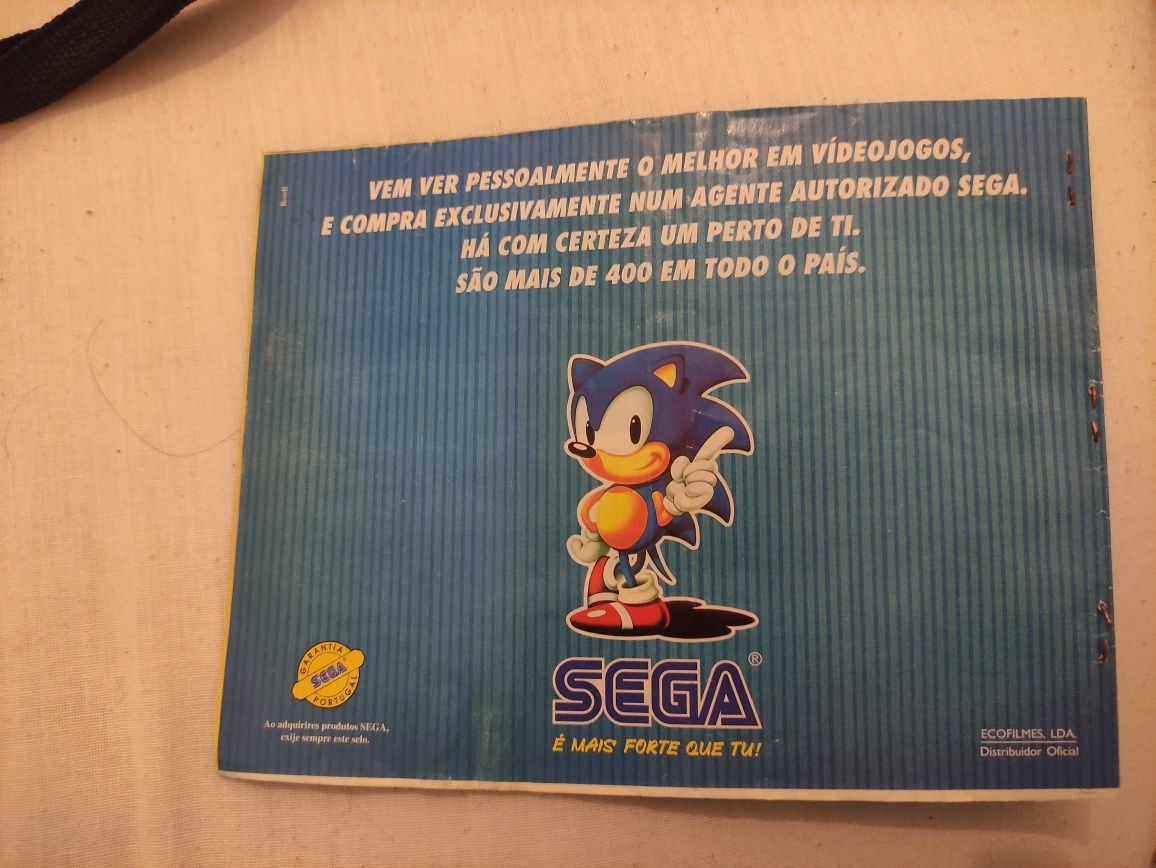 VEM VER PESSOALMENTE O MELHOR EM VÍDEOJOGOS,
E COMPRA EXCLUSIVAMENTE NUM AGENTE AUTORIZADO SEGA.
HÁ COM CERTEZA UM PERTO DE TI.
SÃO MAIS DE 400 EM TODO O PAÍS.
SEGA®
É MAIS FORTE QUE TU!
GARANTIA
SEGA®
PORTUGAL
Ao adquirires produtos SEGA,
exije sempre este selo.
ECOFILMES, LDA.
Distribuidor Oficial